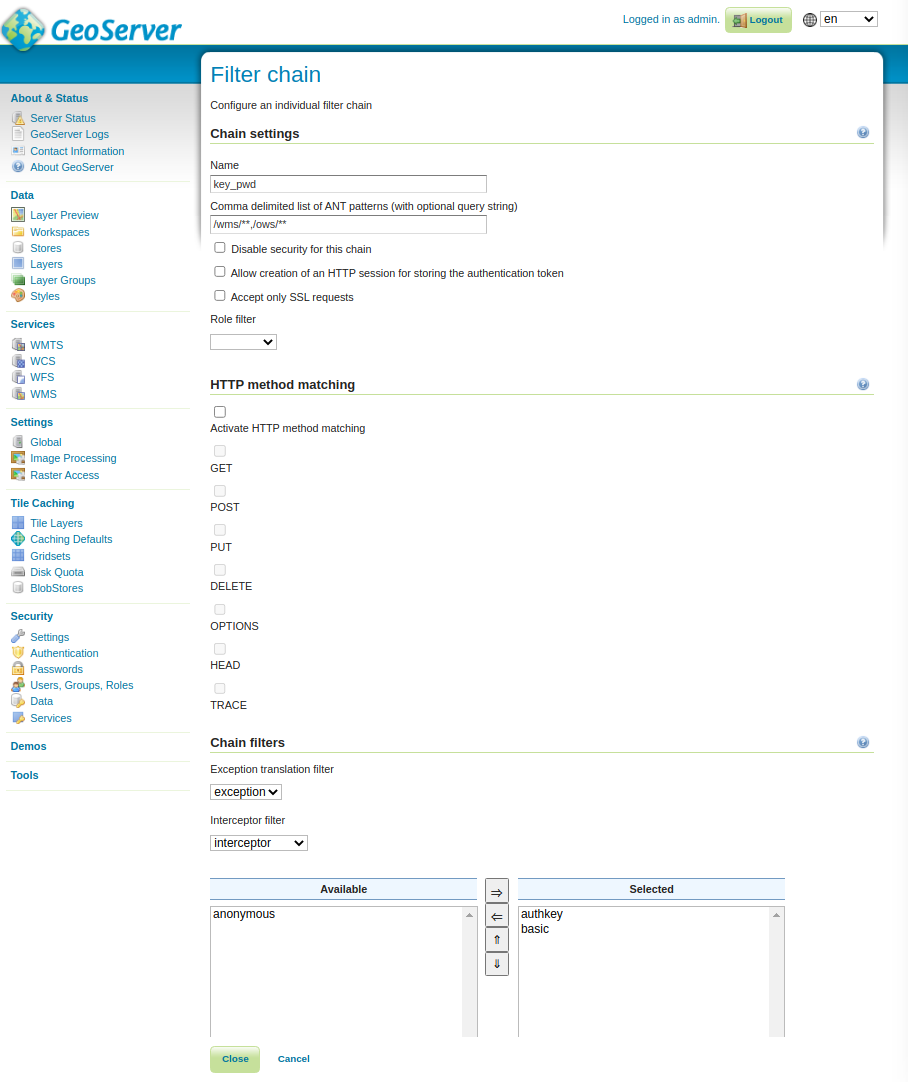 GeoServer
Logged in as admin.
Logout
en
About & Status
Server Status
GeoServer Logs
Contact Information
About GeoServer
Data
Layer Preview
Workspaces
Stores
Layers
Layer Groups
Styles
Services
WMTS
WCS
WFS
WMS
Settings
Global
Image Processing
Raster Access
Tile Caching
Tile Layers
Caching Defaults
Gridsets
Disk Quota
BlobStores
Security
Settings
Authentication
Passwords
Users, Groups, Roles
Data
Services
Demos
Tools
Filter chain
Configure an individual filter chain
Chain settings
Name
key_pwd
Comma delimited list of ANT patterns (with optional query string)
/wms/**,/ows/**
Disable security for this chain
Allow creation of an HTTP session for storing the authentication token
Accept only SSL requests
Role filter
HTTP method matching
Activate HTTP method matching
GET
POST
PUT
DELETE
OPTIONS
HEAD
TRACE
Chain filters
Exception translation filter
exception
Interceptor filter
interceptor
Available
anonymous
⇒
⇐
⇑
⇓
Selected
authkey
basic
Close
Cancel